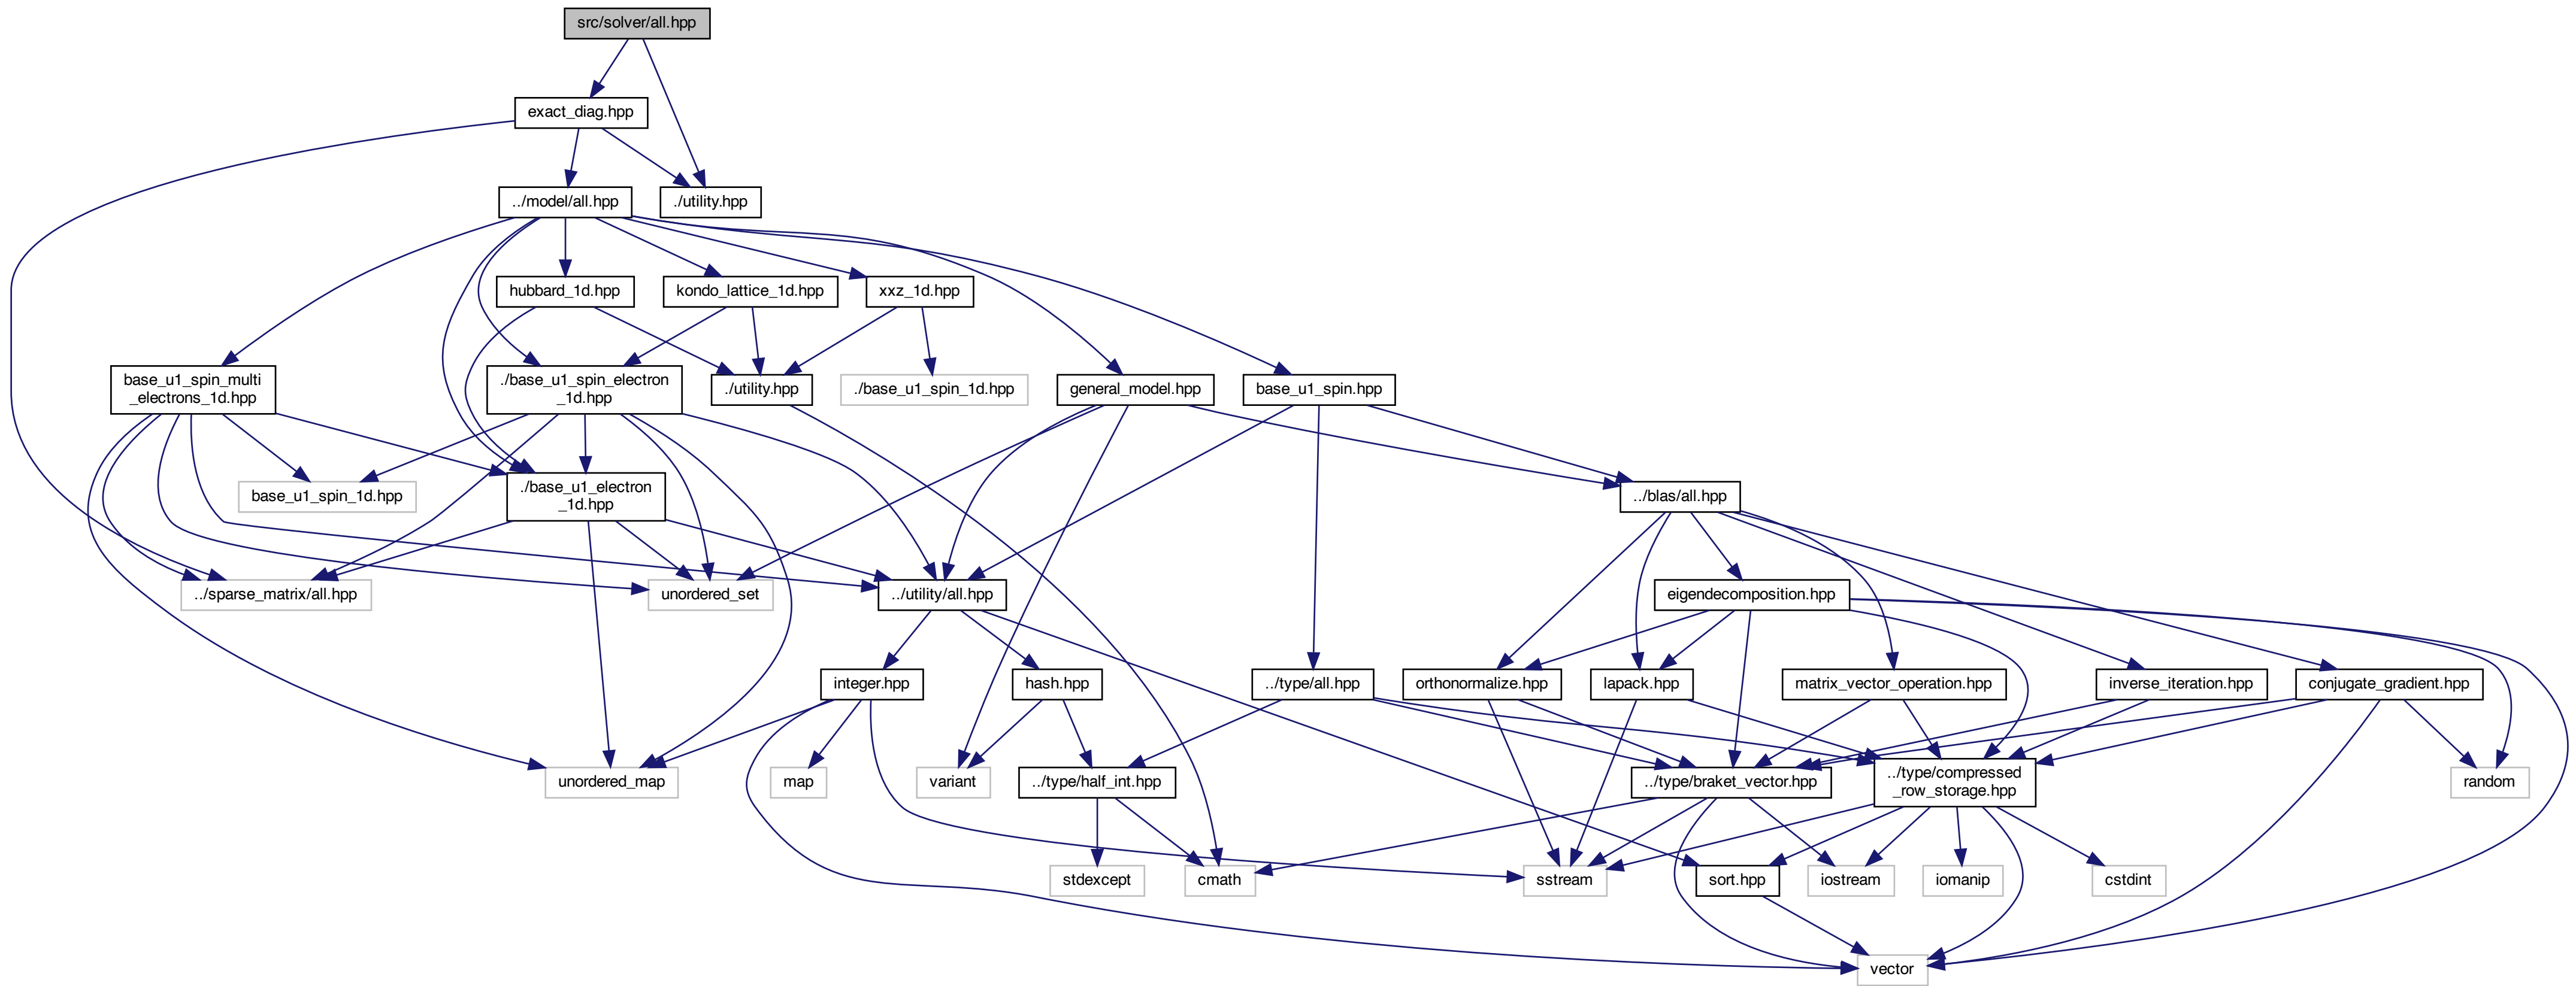 src/solver/all.hpp
exact_diag.hpp
../model/all.hpp
./utility.hpp
hubbard_1d.hpp
kondo_lattice_1d.hpp
xxz_1d.hpp
base_u1_spin_multi
_electrons_1d.hpp
./base_u1_spin_electron
_1d.hpp
./utility.hpp
./base_u1_spin_1d.hpp
general_model.hpp
base_u1_spin.hpp
base_u1_spin_1d.hpp
./base_u1_electron
_1d.hpp
../blas/all.hpp
../sparse_matrix/all.hpp
unordered_set
../utility/all.hpp
eigendecomposition.hpp
integer.hpp
hash.hpp
../type/all.hpp
orthonormalize.hpp
lapack.hpp
matrix_vector_operation.hpp
inverse_iteration.hpp
conjugate_gradient.hpp
unordered_map
map
variant
../type/half_int.hpp
../type/braket_vector.hpp
../type/compressed
_row_storage.hpp
random
stdexcept
cmath
sstream
sort.hpp
iostream
iomanip
cstdint
vector